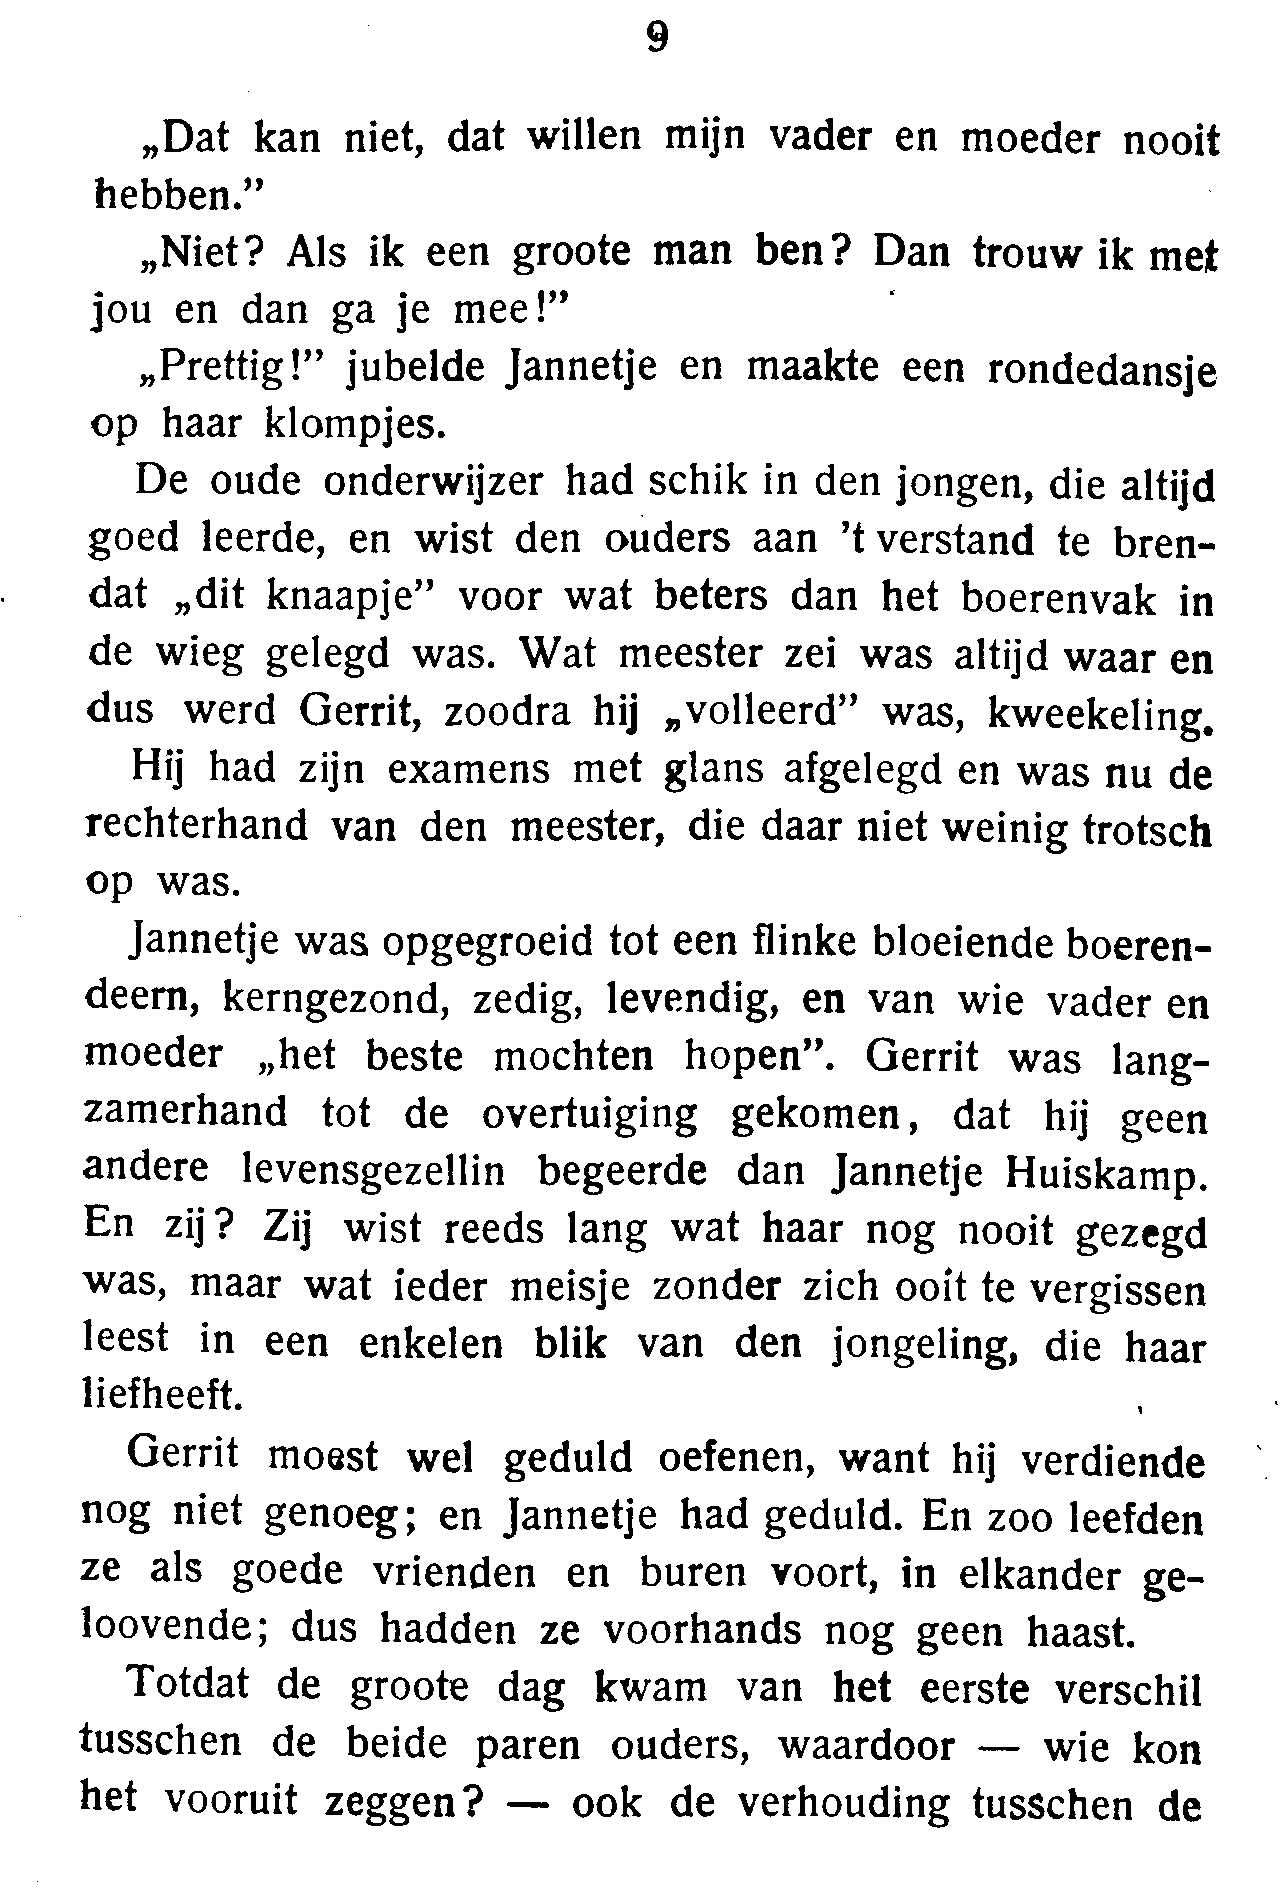 9
„Dat kan niet, dat willen mijn vader en moeder nooit
hebben.”
„Niet? Als ik een groote man ben? Dan trouw ik met
jou en dan ga je mee!”
„Prettig!” jubelde Jannetje en maakte een rondedansje
op haar klompjes.
De oude onderwijzer had schik in den jongen, die altijd
goed leerde, en wist den ouders aan 't verstand te bren-
dat „dit knaapje” voor wat beters dan het boerenvak in
de wieg gelegd was. Wat meester zei was altijd waar en
dus werd Gerrit, zoodra hij „volleerd” was, kweekeling.
Hij had zijn examens met glans afgelegd en was nu de
rechterhand van den meester, die daar niet weinig trotsch
op was.
Jannetje was opgegroeid tot een flinke bloeiende boeren-
deern, kerngezond, zedig, levendig, en van wie vader en
moeder „het beste mochten hopen”. Gerrit was lang-
zamerhand tot de overtuiging gekomen, dat hij geen
andere levensgezellin begeerde dan Jannetje Huiskamp.
En zij? Zij wist reeds lang wat haar nog nooit gezegd
was, maar wat ieder meisje zonder zich ooit te vergissen
leest in een enkelen blik van den jongeling, die haar
liefheeft.
Gerrit moest wel geduld oefenen, want hij verdiende
nog niet genoeg; en Jannetje had geduld. En zoo leefden
ze als goede vrienden en buren voort, in elkander ge-
loovende; dus hadden ze voorhands nog geen haast.
Totdat de groote dag kwam van het eerste verschil
tusschen de beide paren ouders, waardoor — wie kon
het vooruit zeggen? — ook de verhouding tusschen de